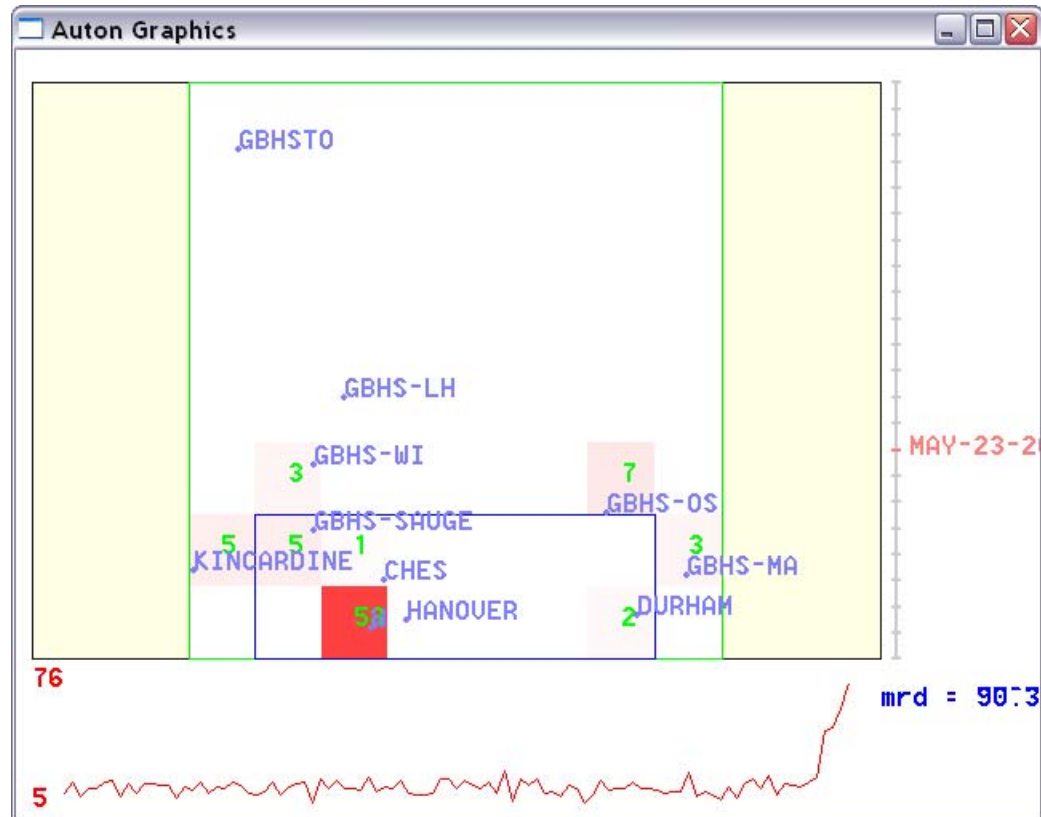 Auton Graphics
GBHSTO
GBHS-LH
GBHS-WI
3
7
GBHS-OS
GBHS-SAUGE
5
5
1
3
KINCARDINE
CHES
GBHS-MA
DURHAM
HANOVER
2
76
5
MAY-23-2
mrd =